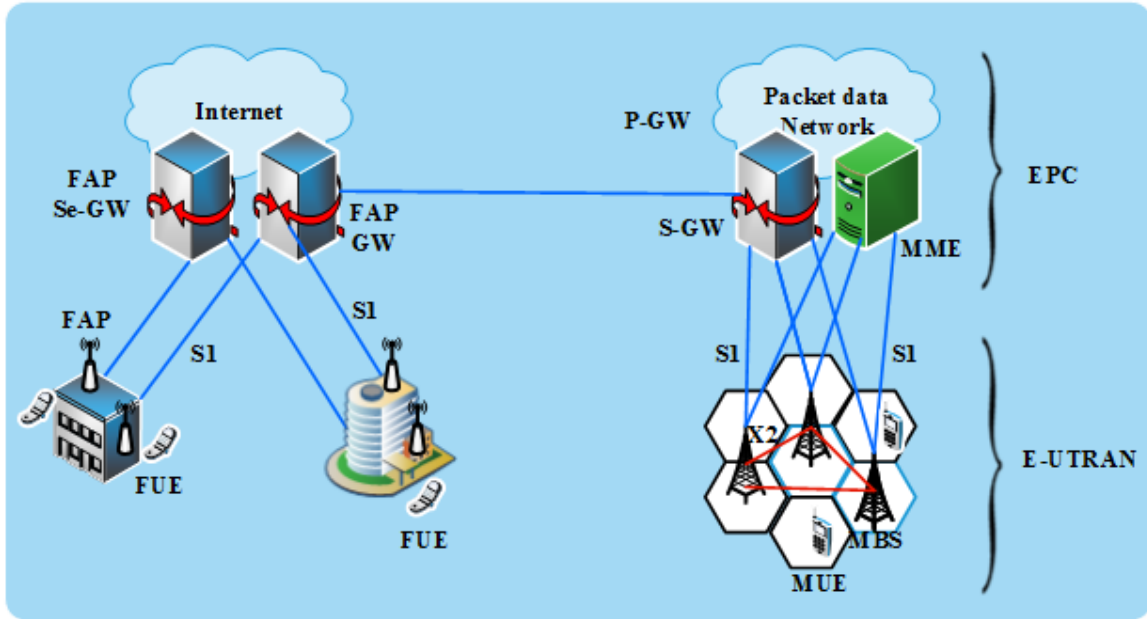 Internet
Packet data
Network
P-GW
EPC
FAP
Se-GW
FAP
GW
S-GW
MME
FAP
S1
S1
S1
S1
X2
E-UTRAN
FUE
FUE
MBS
MUE